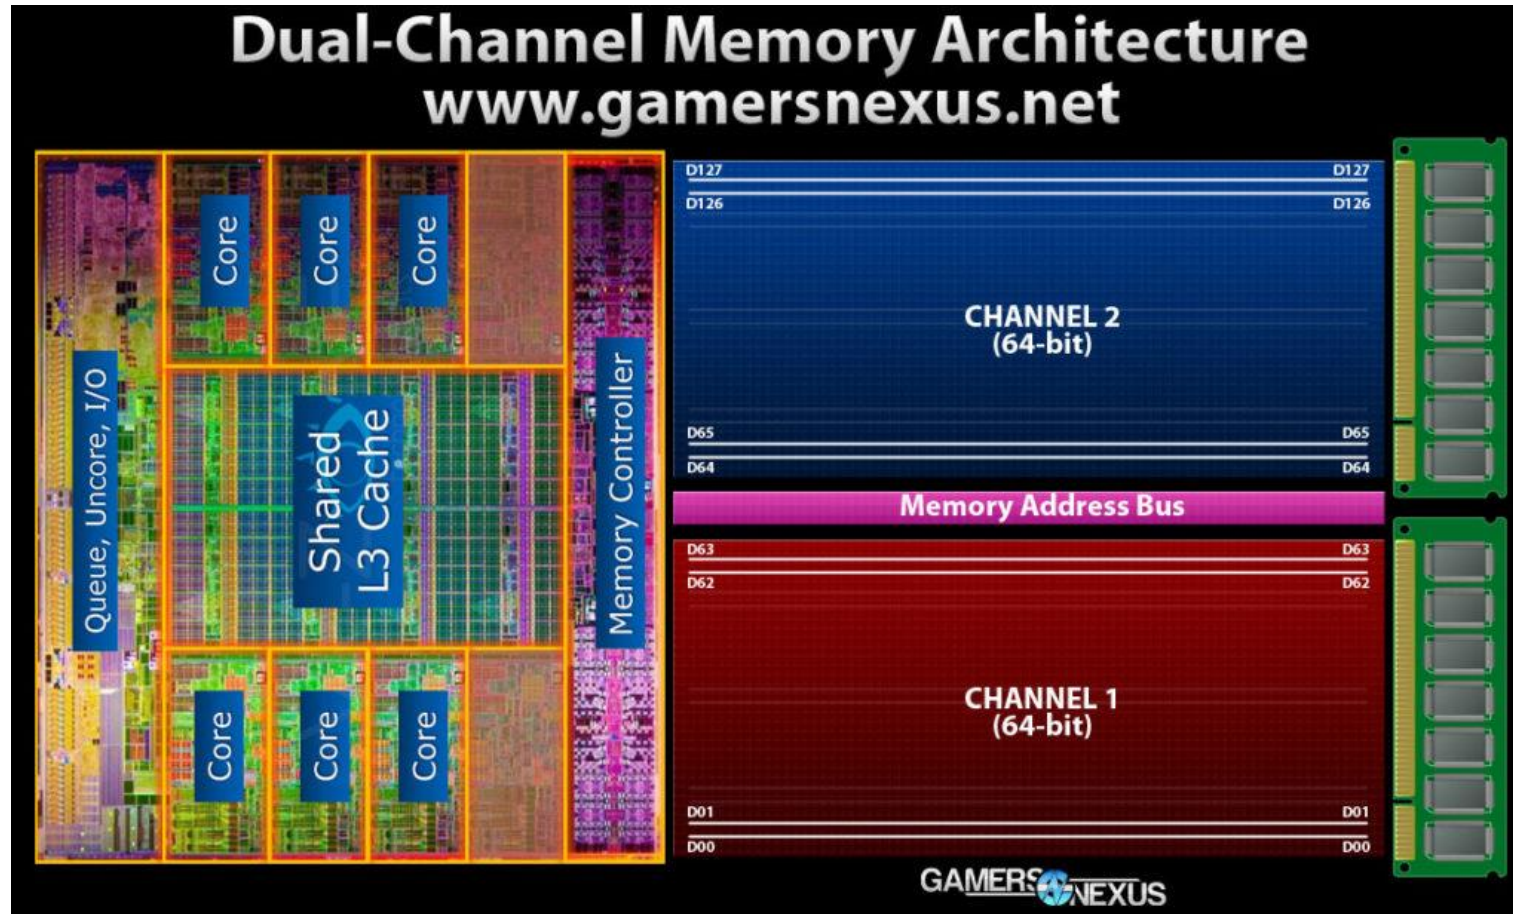 Dual-Channel Memory Architecture
www.gamersnexus.net
Queue, Uncore, I/O
Core
Core
Core
Shared
L3 Cache
Core
Core
Core
Memory Controller
D127
D127
D126
D126
CHANNEL 2
(64-bit)
D65
D65
D64
D64
Memory Address Bus
D63
D63
D62
D62
CHANNEL 1
(64-bit)
D01
D01
D00
D00
GAMERS NEXUS